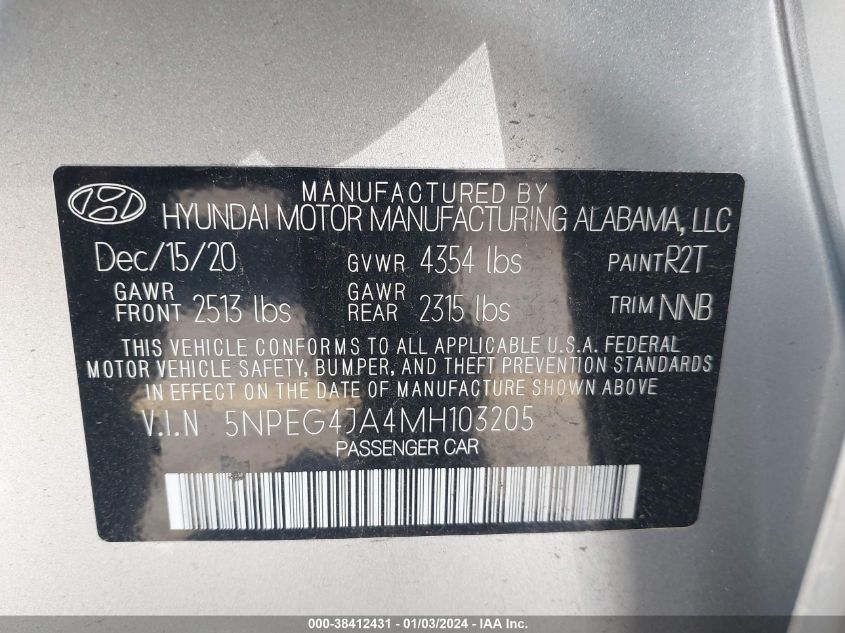 MANUFACTURED BY
HYUNDAI MOTOR MANUFACTURING ALABAMA, LLC
Dec/15/20 GVWR 4354 lbs PAINT R2T
GAWR FRONT 2513 lbs GAWR REAR 2315 lbs TRIM NNB
THIS VEHICLE CONFORMS TO ALL APPLICABLE U.S.A. FEDERAL
MOTOR VEHICLE SAFETY, BUMPER, AND THEFT PREVENTION STANDARDS
IN EFFECT ON THE DATE OF MANUFACTURE SHOWN ABOVE
V.I.N 5NPEG4JA4MH103205
PASSENGER CAR
000-38412431 - 01/03/2024 - IAA Inc.